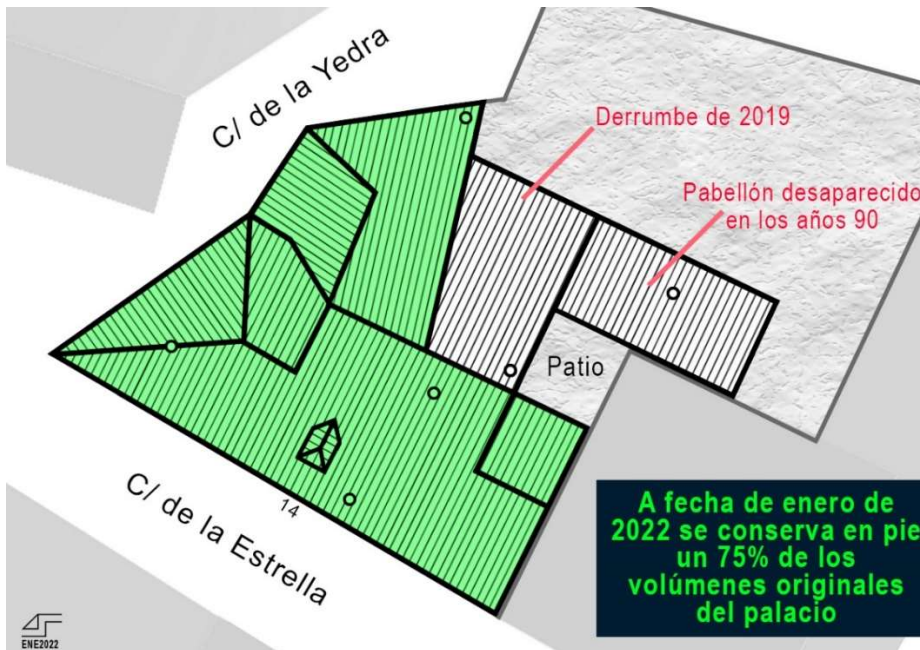 C/ de la Yedra
Derrumbe de 2019
Pabellón desaparecido
en los años 90
Patio
14
C/ de la Estrella
A fecha de enero de
2022 se conserva en pie
un 75% de los
volúmenes originales
del palacio
ENE2022